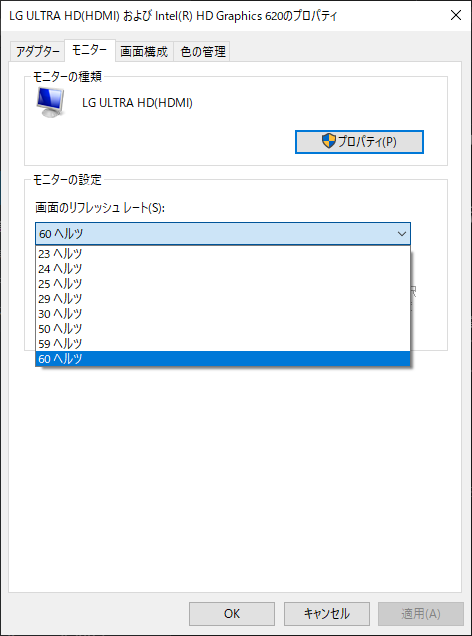 LG ULTRA HD(HDMI) および Intel(R) HD Graphics 620のプロパティ
アダプター モニター 画面構成 色の管理
モニターの種類
LG ULTRA HD(HDMI)
プロパティ(P)
モニターの設定
画面のリフレッシュ レート(S):
60 ヘルツ
23 ヘルツ
24 ヘルツ
25 ヘルツ
29 ヘルツ
30 ヘルツ
50 ヘルツ
59 ヘルツ
60 ヘルツ
OK キャンセル 適用(A)